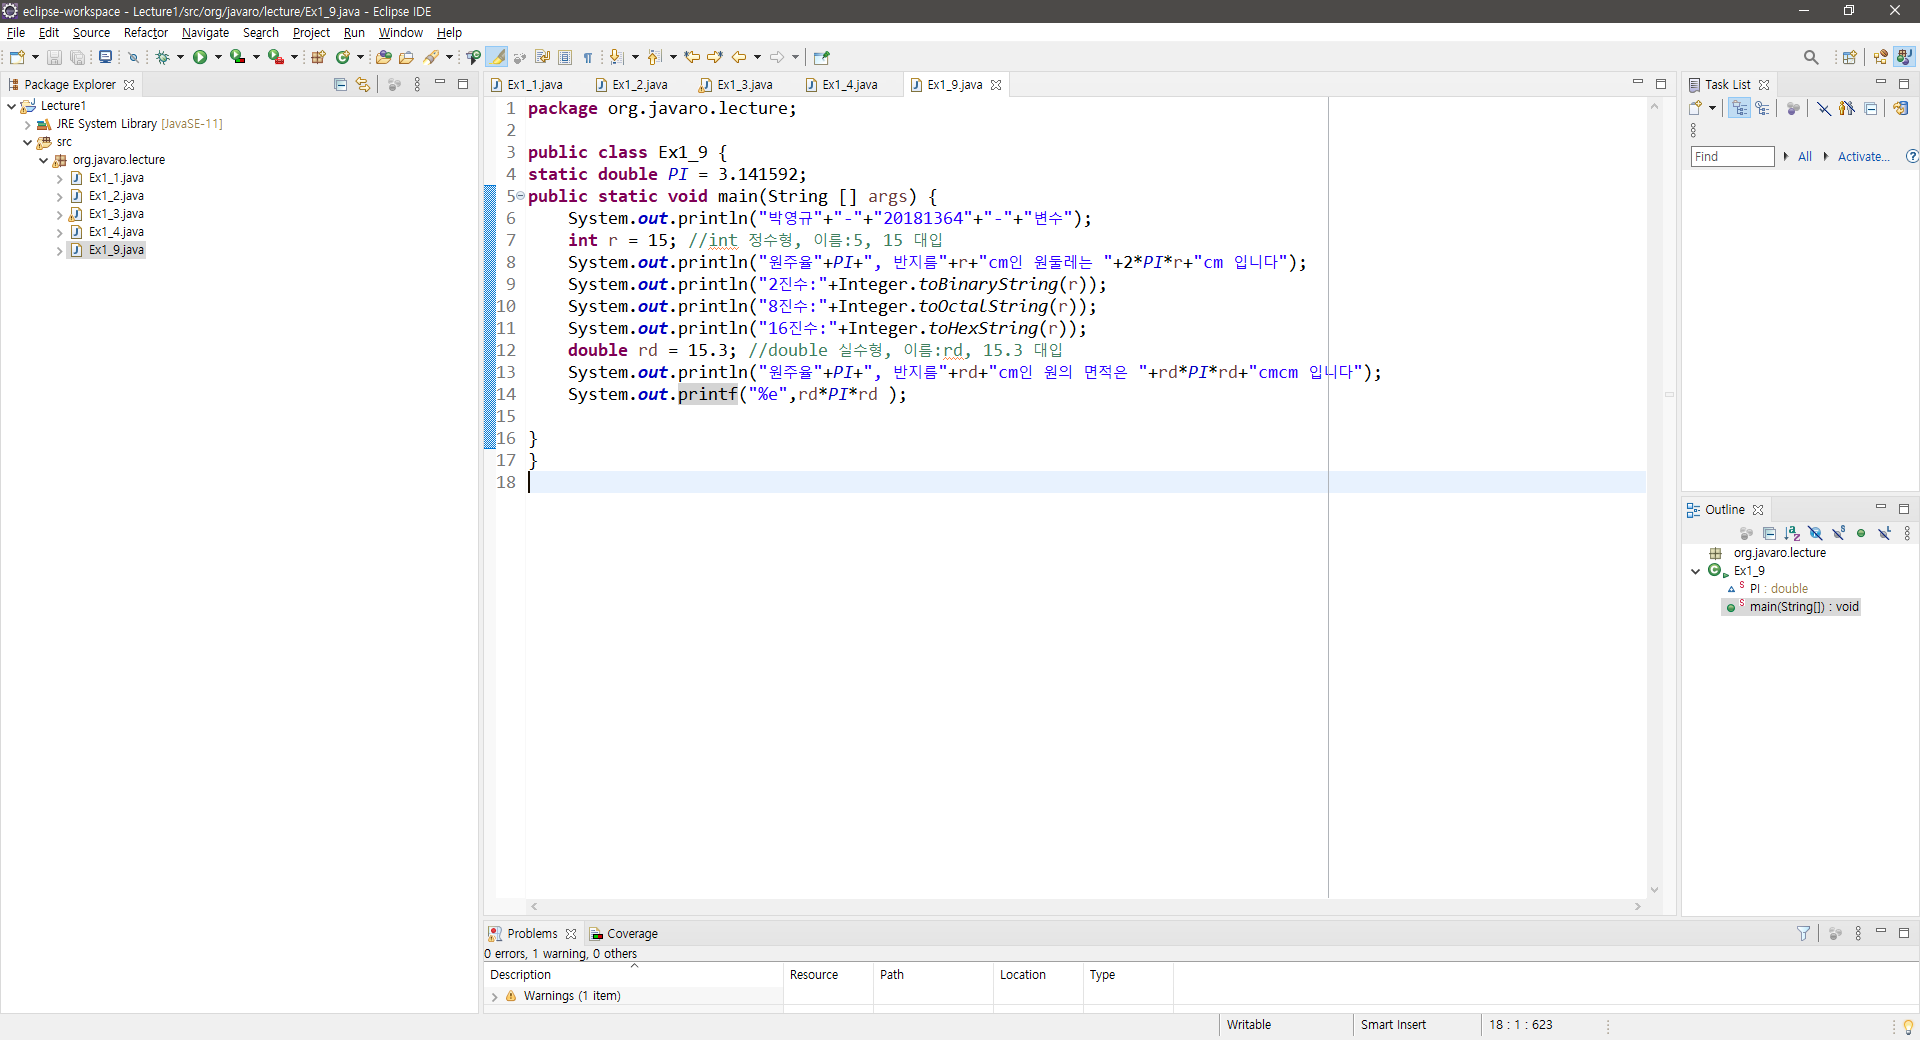 eclipse-workspace - Lecture1/src/org/javaro/lecture/Ex1_9.java - Eclipse IDE
File Edit Source Refactor Navigate Search Project Run Window Help
Package Explorer
Lecture1
JRE System Library [JavaSE-11]
src
org.javaro.lecture
Ex1_1.java
Ex1_2.java
Ex1_3.java
Ex1_4.java
Ex1_9.java
Ex1_1.java Ex1_2.java Ex1_3.java Ex1_4.java Ex1_9.java
1 package org.javaro.lecture;
2
3 public class Ex1_9 {
4 static double PI = 3.141592;
5 public static void main(String [] args) {
6 System.out.println("박영규"+"-"+"20181364"+"-"+"변수");
7 int r = 15; //int 정수형, 이름:5, 15 대입
8 System.out.println("원주율"+PI+", 반지름"+r+"cm인 원둘레는 "+2*PI*r+"cm 입니다");
9 System.out.println("2진수:"+Integer.toBinaryString(r));
10 System.out.println("8진수:"+Integer.toOctalString(r));
11 System.out.println("16진수:"+Integer.toHexString(r));
12 double rd = 15.3; //double 실수형, 이름:rd, 15.3 대입
13 System.out.println("원주율"+PI+", 반지름"+rd+"cm인 원의 면적은 "+rd*PI*rd+"cmcm 입니다");
14 System.out.printf("%e",rd*PI*rd );
15
16 }
17 }
18
Task List
Find All Activate...
Outline
org.javaro.lecture
Ex1_9
PI : double
main(String[]) : void
Problems Coverage
0 errors, 1 warning, 0 others
Description Resource Path Location Type
Warnings (1 item)
Writable Smart Insert 18 : 1 : 623